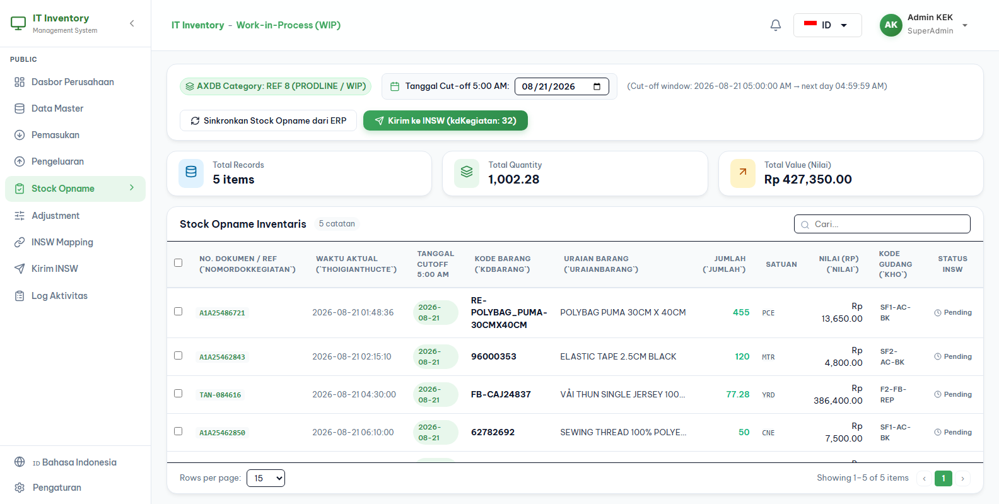 IT Inventory
Management System
PUBLIC
Dasbor Perusahaan
Data Master
Pemasukan
Pengeluaran
Stock Opname
Adjustment
INSW Mapping
Kirim INSW
Log Aktivitas
ID Bahasa Indonesia
Pengaturan
IT Inventory - Work-in-Process (WIP)
ID
AK
Admin KEK
SuperAdmin
AXDB Category: REF 8 (PRODLINE / WIP)
Tanggal Cut-off 5:00 AM:
08/21/2026
(Cut-off window: 2026-08-21 05:00:00 AM → next day 04:59:59 AM)
Sinkronkan Stock Opname dari ERP
Kirim ke INSW (kdKegiatan: 32)
Total Records
5 items
Total Quantity
1,002.28
Total Value (Nilai)
Rp 427,350.00
Stock Opname Inventaris
5 catatan
Cari...
NO. DOKUMEN / REF
(`NOMORDOKKEGIATAN`)
WAKTU AKTUAL
(`THOIGIANTHUCTE`)
TANGGAL
CUTOFF
5:00 AM
KODE BARANG
(`KDBARANG`)
URAIAN BARANG
(`URAIANBARANG`)
JUMLAH
(`JUMLAH`)
SATUAN
NILAI (RP)
(`NILAI`)
KODE
GUDANG
(`KHO`)
STATUS
INSW
A1A25486721
2026-08-21 01:48:36
2026-
08-21
RE-
POLYBAG_PUMA-
30CMX40CM
POLYBAG PUMA 30CM X 40CM
455
PCE
Rp
13,650.00
SF1-AC-
BK
Pending
A1A25462843
2026-08-21 02:15:10
2026-
08-21
96000353
ELASTIC TAPE 2.5CM BLACK
120
MTR
Rp
4,800.00
SF2-
AC-BK
Pending
TAN-084616
2026-08-21 04:30:00
2026-
08-21
FB-CAJ24837
VẢI THUN SINGLE JERSEY 100...
77.28
YRD
Rp
386,400.00
F2-FB-
REP
Pending
A1A25462850
2026-08-21 06:10:00
2026-
08-21
62782692
SEWING THREAD 100% POLYE...
50
CNE
Rp
7,500.00
SF1-AC-
BK
Pending
Rows per page:
15
Showing 1–5 of 5 items
‹
1
›